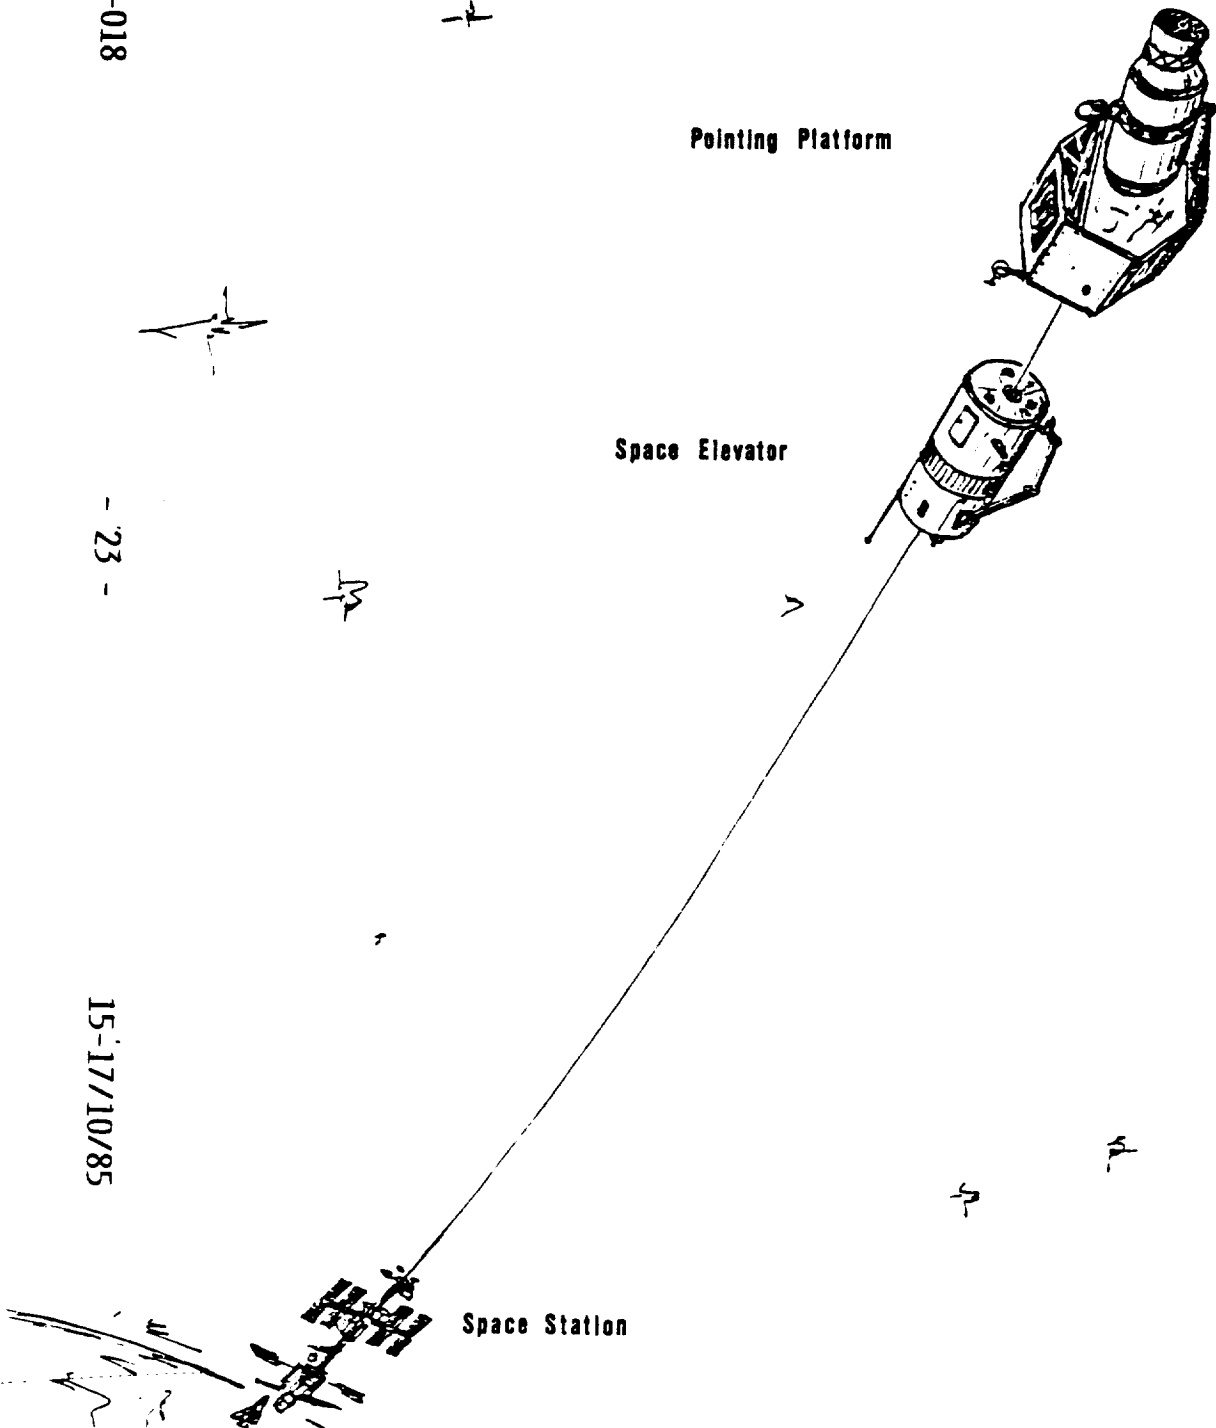 -018
Pointing Platform
Space Elevator
- 23 -
15-17/10/85
Space Station